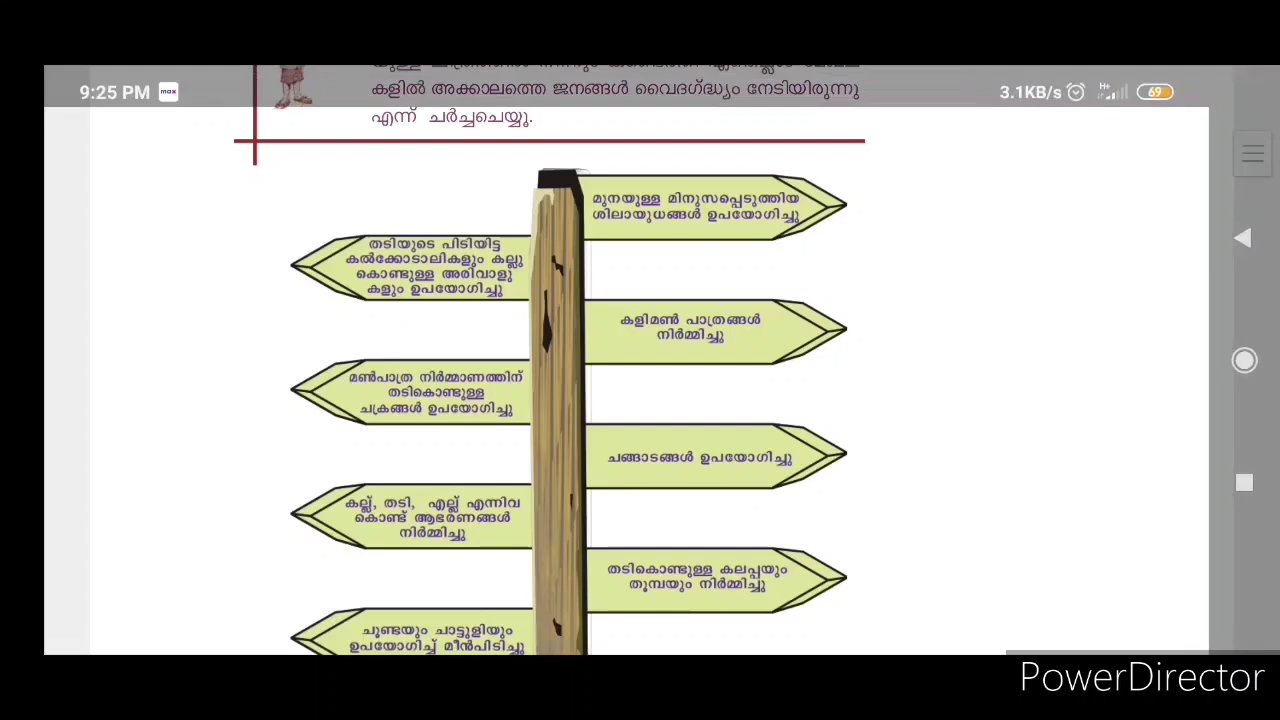 9:25 PM max
3.1KB/s H+ 69
കളിൽ അക്കാലത്തെ ജനങ്ങൾ വൈദഗ്ദ്ധ്യം നേടിയിരുന്നു
എന്ന് ചർച്ചചെയ്യൂ.
മുനയുള്ള മിനുസപ്പെടുത്തിയ
ശിലായുധങ്ങൾ ഉപയോഗിച്ചു
തടിയുടെ പിടിയിട്ട
കൽക്കോടാലികളും കല്ലു
കൊണ്ടുള്ള അരിവാളു
കളും ഉപയോഗിച്ചു
കളിമൺ പാത്രങ്ങൾ
നിർമ്മിച്ചു
മൺപാത്ര നിർമ്മാണത്തിന്
തടികൊണ്ടുള്ള
ചക്രങ്ങൾ ഉപയോഗിച്ചു
ചങ്ങാടങ്ങൾ ഉപയോഗിച്ചു
കല്ല്, തടി, എല്ല് എന്നിവ
കൊണ്ട് ആഭരണങ്ങൾ
നിർമ്മിച്ചു
തടികൊണ്ടുള്ള കലപ്പയും
തൂമ്പയും നിർമ്മിച്ചു
ചൂണ്ടയും ചാട്ടുളിയും
ഉപയോഗിച്ച് മീൻപിടിച്ചു
PowerDirector